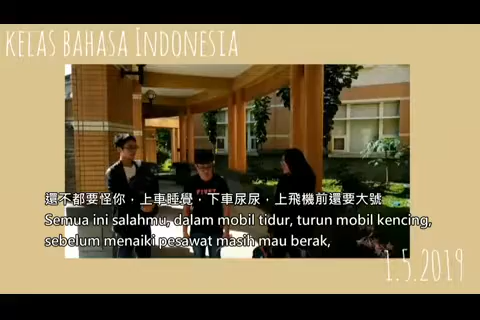 KELAS BAHASA INDONESIA
還不都要怪你，上車睡覺，下車尿尿，上飛機前還要大號
Semua ini salahmu, dalam mobil tidur, turun mobil kencing,
sebelum menaiki pesawat masih mau berak,
1.5.2019